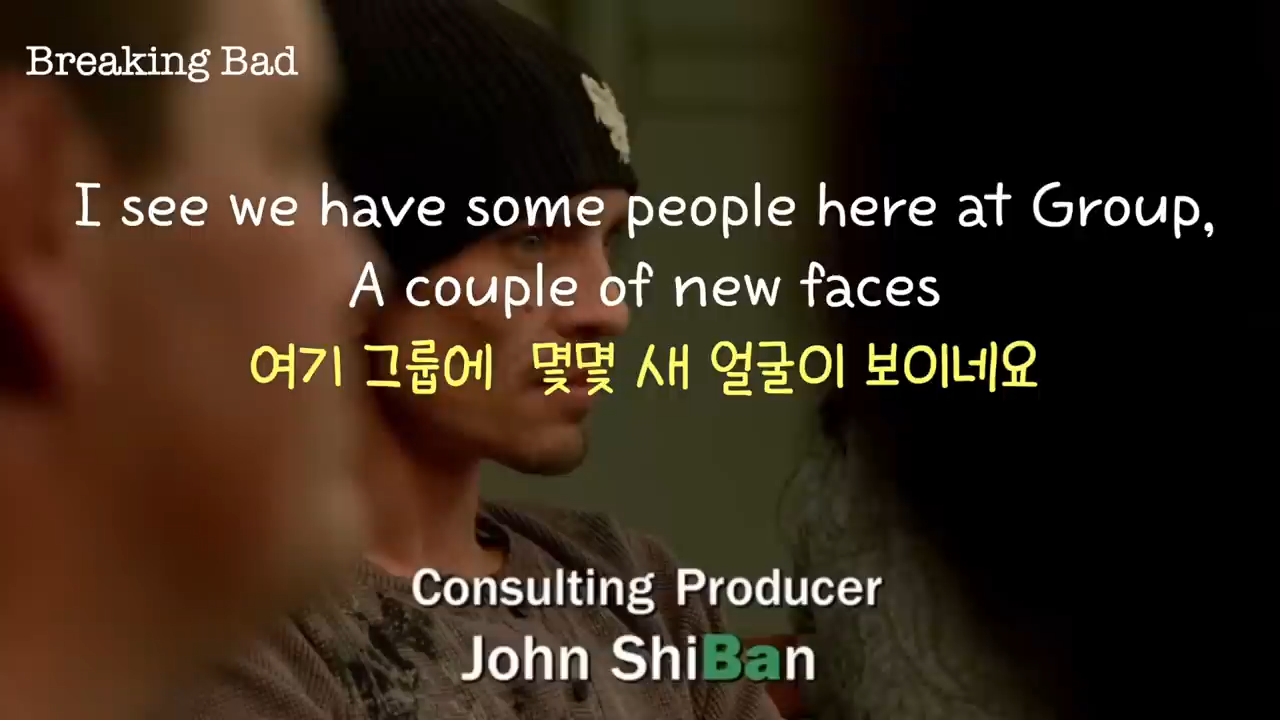 Breaking Bad
I see we have some people here at Group,
A couple of new faces
여기 그룹에 몇몇 새 얼굴이 보이네요
Consulting Producer
John ShiBan